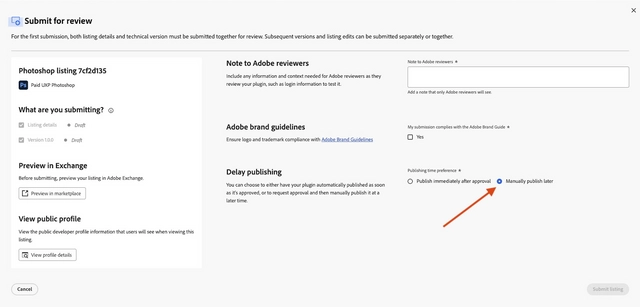 Submit for review
For the first submission, both listing details and technical version must be submitted together for review. Subsequent versions and listing edits can be submitted separately or together.
Photoshop listing 7cf2d135
Ps Paid UXP Photoshop
What are you submitting?
Listing details Draft
Version 1.0.0 Draft
Preview in Exchange
Before submitting, preview your listing in Adobe Exchange.
Preview in marketplace
View public profile
View the public developer profile information that users will see when viewing this
listing.
View profile details
Note to Adobe reviewers
Include any information and context needed for Adobe reviewers as they
review your plugin, such as login information to test it.
Note to Adobe reviewers *
Add a note that only Adobe reviewers will see.
Adobe brand guidelines
Ensure logo and trademark compliance with Adobe Brand Guidelines
My submission complies with the Adobe Brand Guide *
Yes
Delay publishing
You can choose to either have your plugin automatically published as soon
as it's approved, or to request approval and then manually publish it at a
later time.
Publishing time preference *
Publish immediately after approval Manually publish later
Cancel
Submit listing